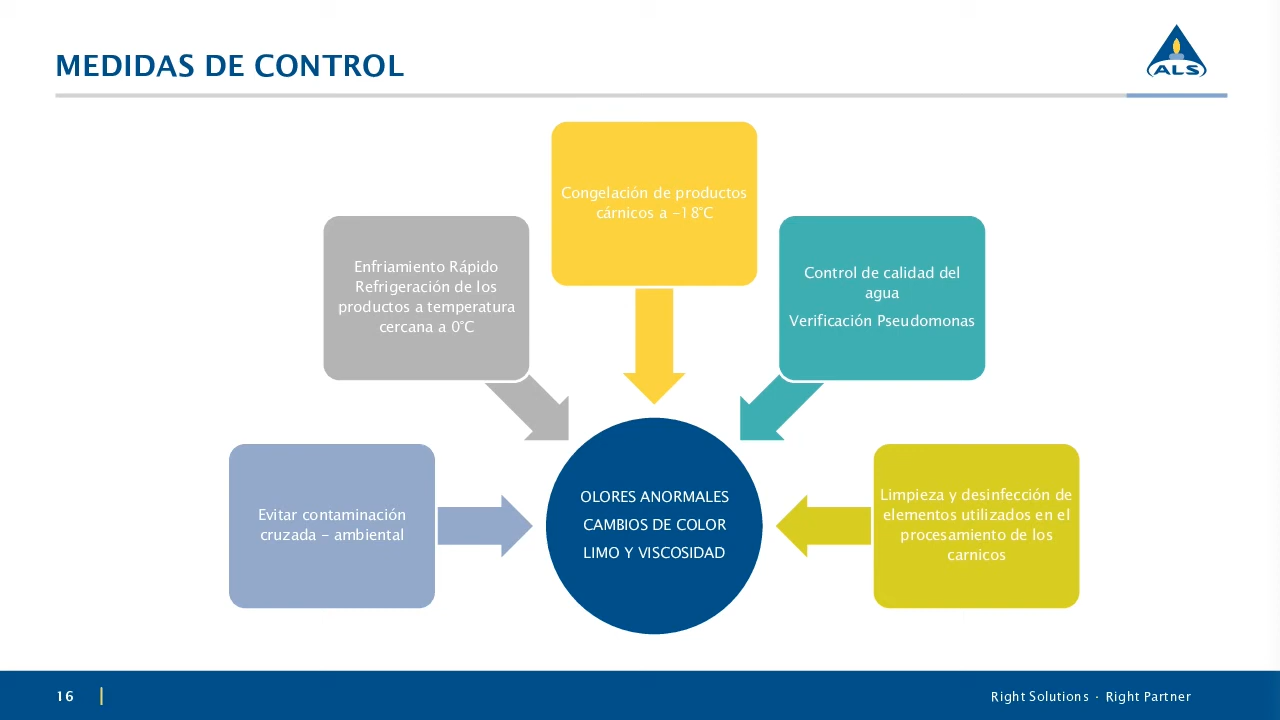 MEDIDAS DE CONTROL
ALS
Congelación de productos
cárnicos a -18°C
Enfriamiento Rápido
Refrigeración de los
productos a temperatura
cercana a 0°C
Control de calidad del
agua
Verificación Pseudomonas
Evitar contaminación
cruzada - ambiental
OLORES ANORMALES
CAMBIOS DE COLOR
LIMO Y VISCOSIDAD
Limpieza y desinfección de
elementos utilizados en el
procesamiento de los
carnicos
16
Right Solutions · Right Partner